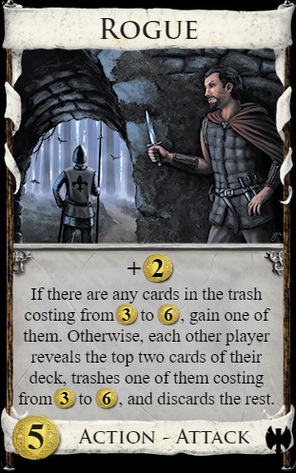 ROGUE
+2
If there are any cards in the trash
costing from 3 to 6, gain one of
them. Otherwise, each other player
reveals the top two cards of their
deck, trashes one of them costing
from 3 to 6, and discards the rest.
5 ACTION - ATTACK